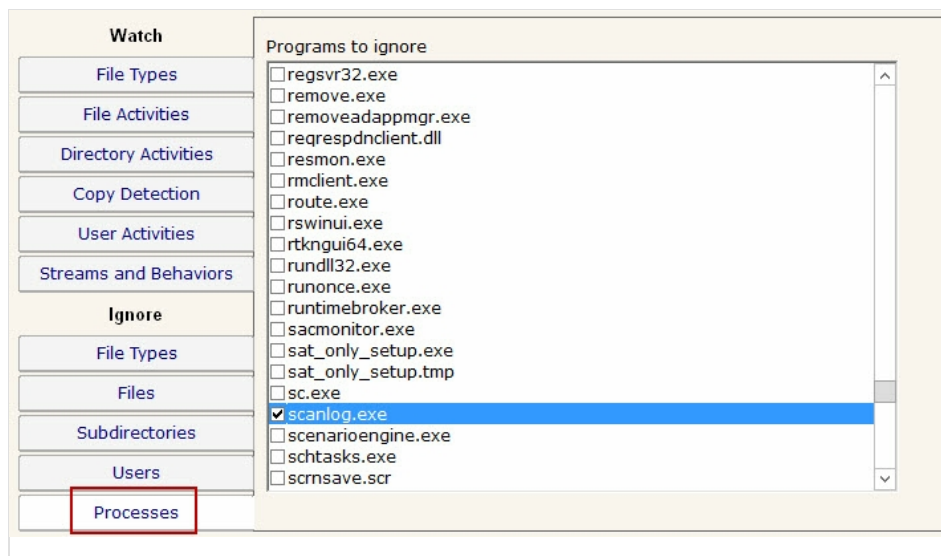 Watch
File Types
File Activities
Directory Activities
Copy Detection
User Activities
Streams and Behaviors
Ignore
File Types
Files
Subdirectories
Users
Processes
Programs to ignore
regsvr32.exe
remove.exe
removeadappmgr.exe
reqrespdnclient.dll
resmon.exe
rmclient.exe
route.exe
rswinui.exe
rtkngui64.exe
rundll32.exe
runonce.exe
runtimebroker.exe
sacmonitor.exe
sat_only_setup.exe
sat_only_setup.tmp
sc.exe
scanlog.exe
scenarioengine.exe
schtasks.exe
scrnsave.scr